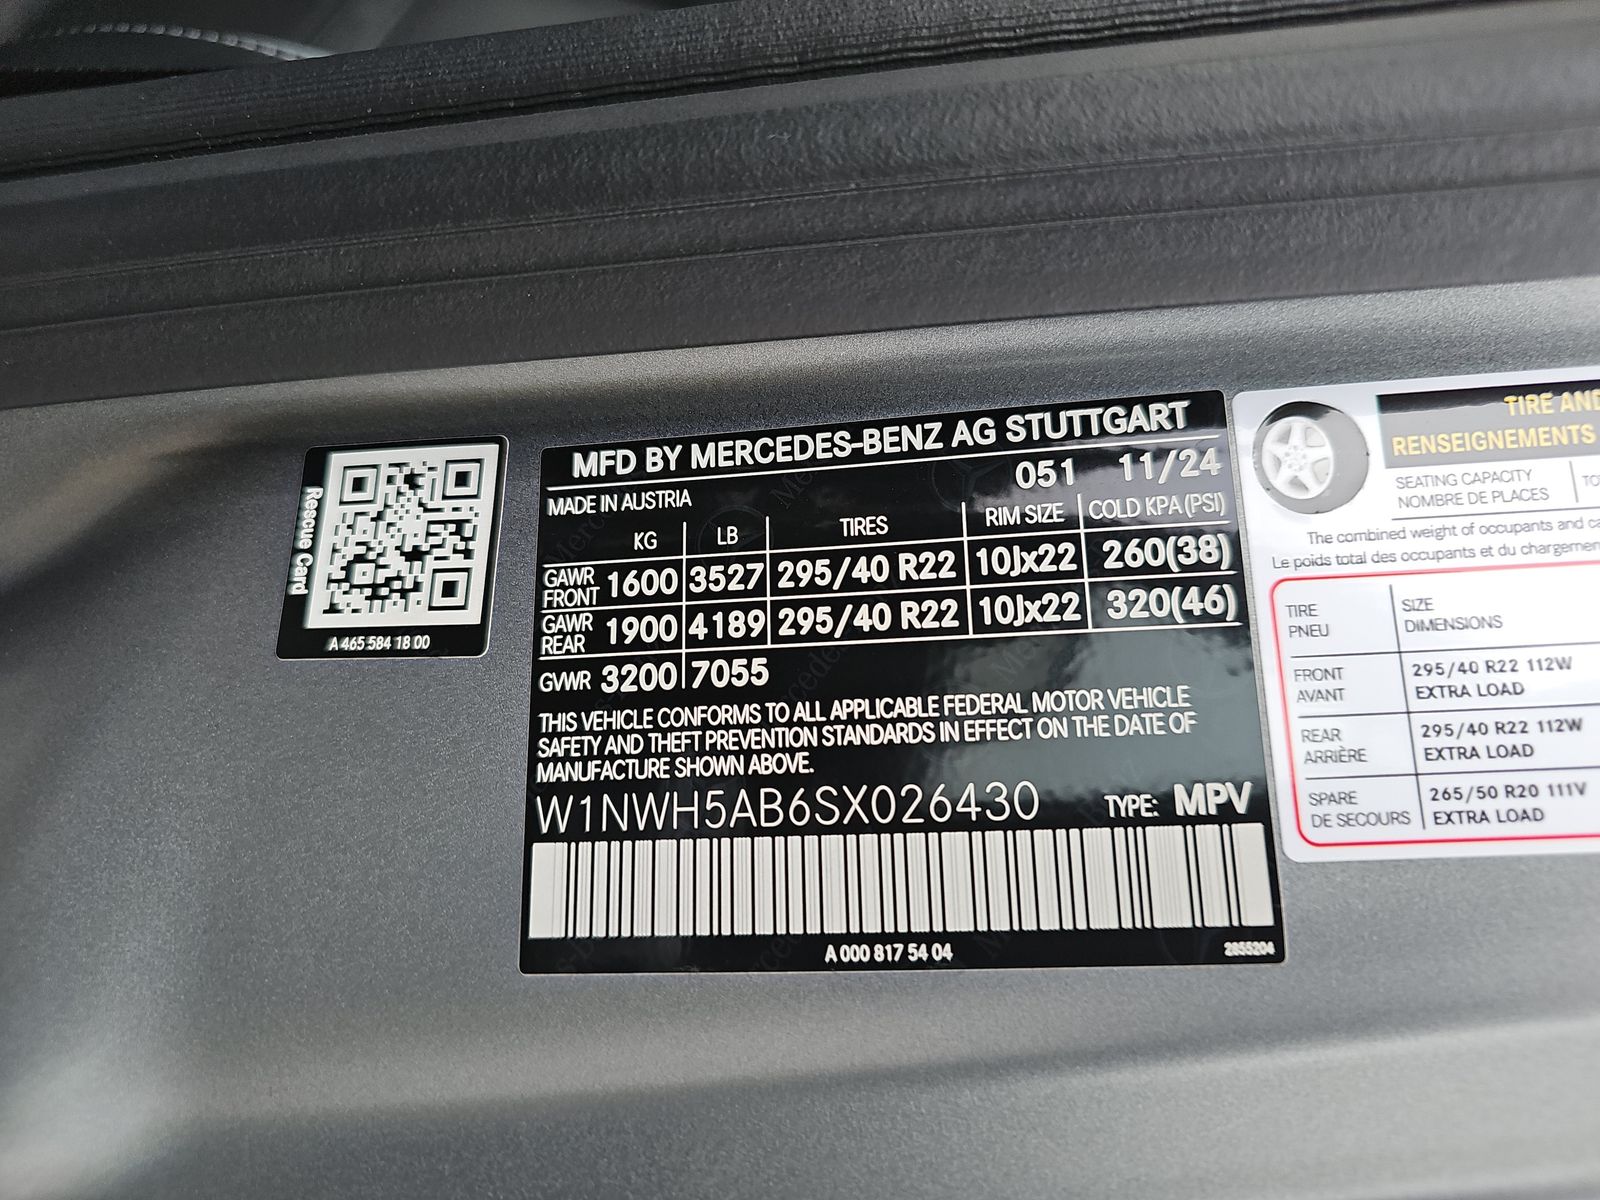 Rescue Card
A 465 584 18 00
MFD BY MERCEDES-BENZ AG STUTTGART
MADE IN AUSTRIA 051 11/24
KG LB TIRES RIM SIZE COLD KPA(PSI)
GAWR FRONT 1600 3527 295/40 R22 10Jx22 260(38)
GAWR REAR 1900 4189 295/40 R22 10Jx22 320(46)
GVWR 3200 7055
THIS VEHICLE CONFORMS TO ALL APPLICABLE FEDERAL MOTOR VEHICLE
SAFETY AND THEFT PREVENTION STANDARDS IN EFFECT ON THE DATE OF
MANUFACTURE SHOWN ABOVE.
W1NWH5AB6SX026430 TYPE: MPV
A 000 817 54 04
2855204
TIRE AND
RENSEIGNEMENTS
SEATING CAPACITY
NOMBRE DE PLACES
The combined weight of occupants and
Le poids total des occupants et du
TIRE SIZE
PNEU DIMENSIONS
FRONT 295/40 R22 112W
AVANT EXTRA LOAD
REAR 295/40 R22 112W
ARRIÈRE EXTRA LOAD
SPARE 265/50 R20 111V
DE SECOURS EXTRA LOAD